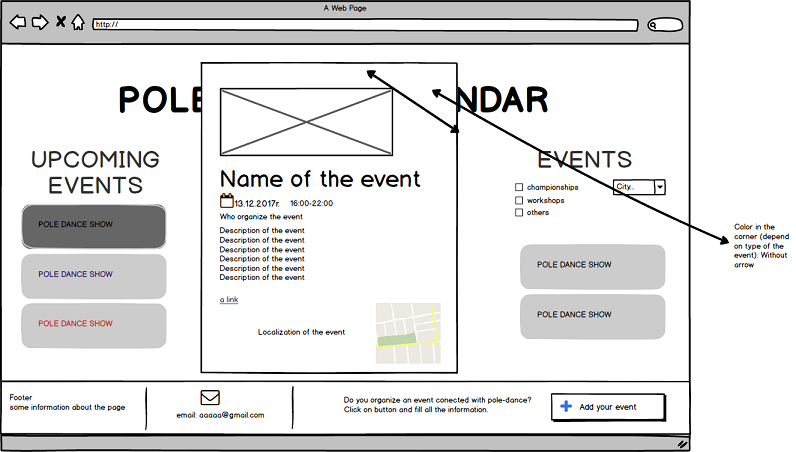 A Web Page
http://
POLE NDAR
UPCOMING
EVENTS
POLE DANCE SHOW
POLE DANCE SHOW
POLE DANCE SHOW
Name of the event
13.12.2017r. 16:00-22:00
Who organize the event
Description of the event
Description of the event
Description of the event
Description of the event
Description of the event
Description of the event
a link
Localization of the event
EVENTS
championships
City...
workshops
others
POLE DANCE SHOW
POLE DANCE SHOW
Color in the
corner (depend
on type of the
event). Without
arrow
Footer
some information about the page
email: aaaaa@gmail.com
Do you organize an event conected with pole-dance?
Click on button and fill all the information.
Add your event